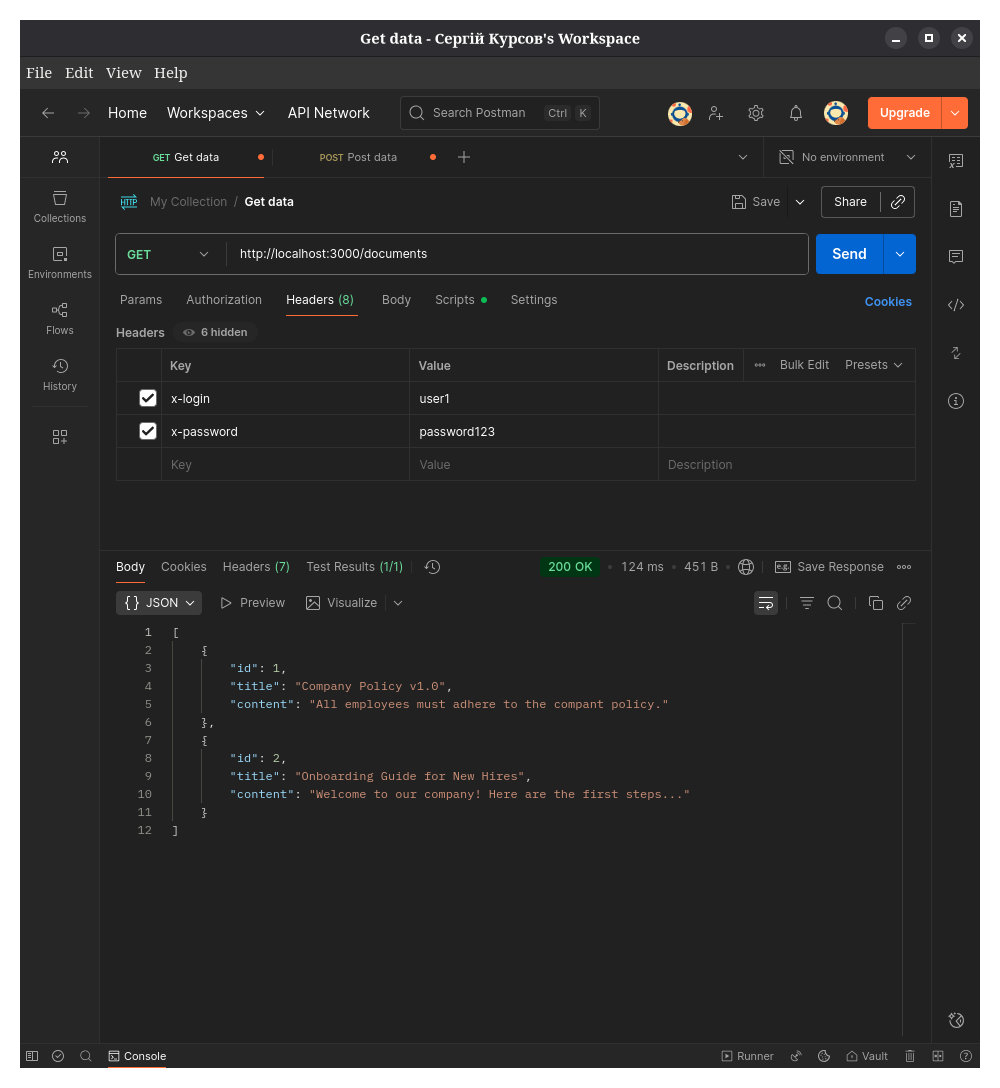 Get data - Сергій Курсов's Workspace
File Edit View Help
Home Workspaces API Network Search Postman Ctrl K Upgrade
GET Get data POST Post data No environment
HTTP My Collection / Get data Save Share
GET http://localhost:3000/documents Send
Params Authorization Headers (8) Body Scripts Settings Cookies
Headers 6 hidden
Key Value Description Bulk Edit Presets
x-login user1
x-password password123
Key Value Description
Collections
Environments
Flows
History
Body Cookies Headers (7) Test Results (1/1) 200 OK 124 ms 451 B e.g. Save Response
{} JSON Preview Visualize
1 [
2 {
3 "id": 1,
4 "title": "Company Policy v1.0",
5 "content": "All employees must adhere to the compant policy."
6 },
7 {
8 "id": 2,
9 "title": "Onboarding Guide for New Hires",
10 "content": "Welcome to our company! Here are the first steps..."
11 }
12 ]
Console Runner Vault